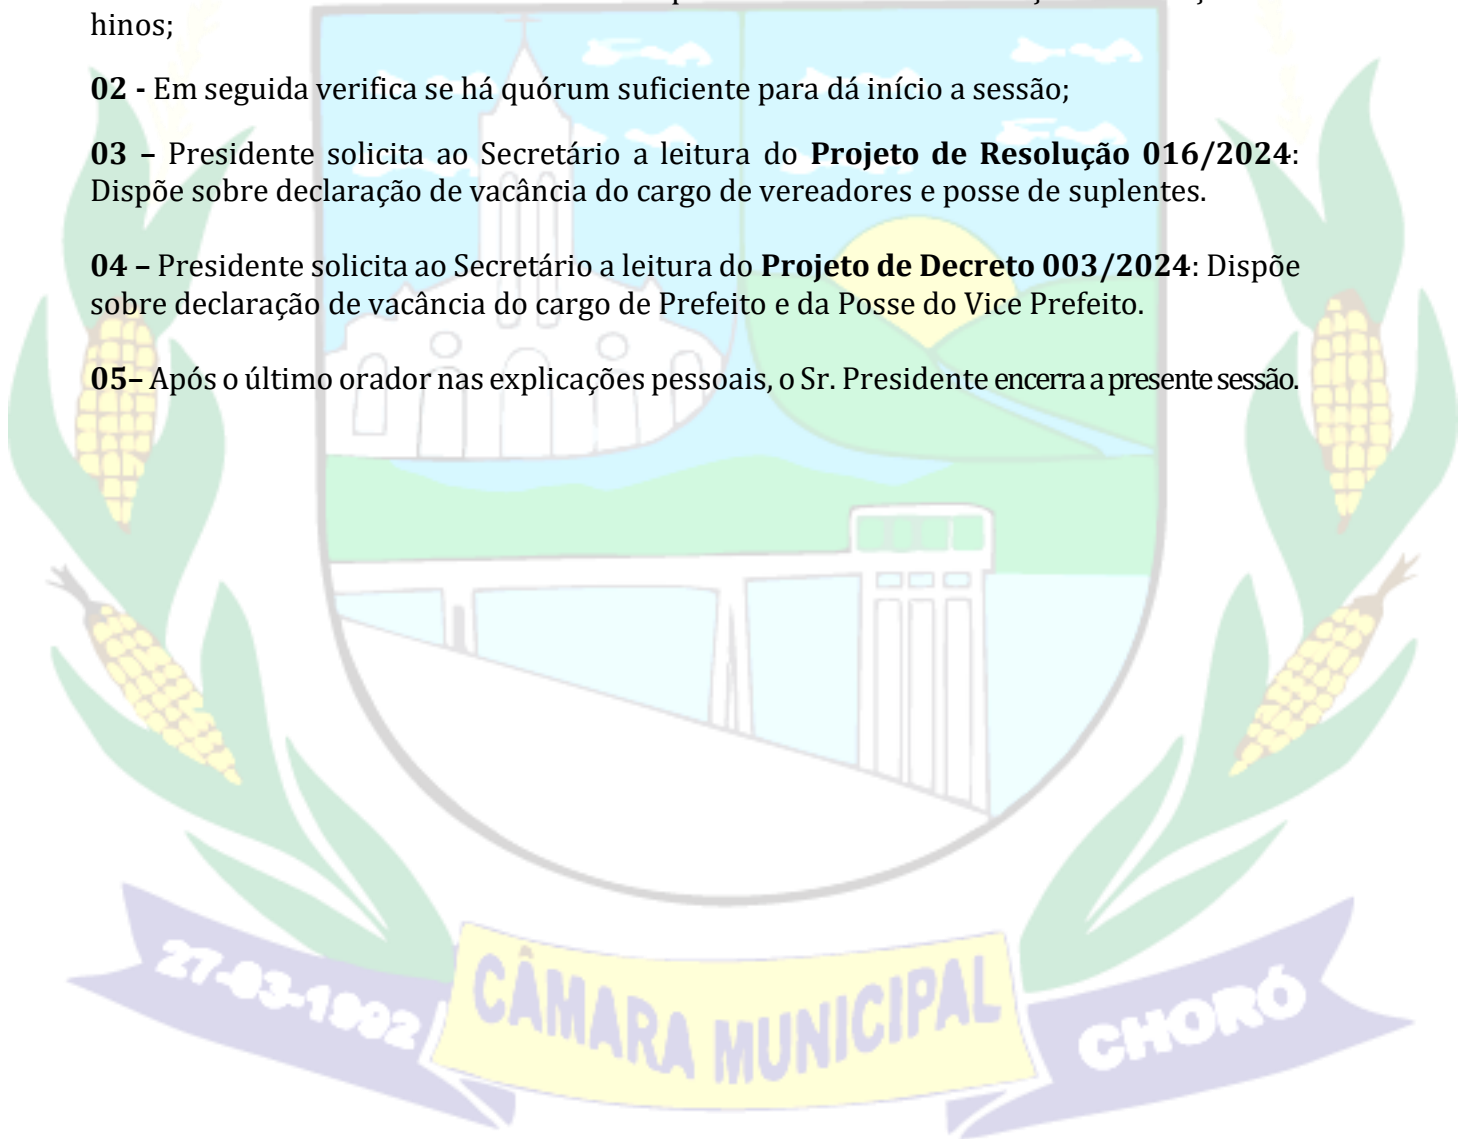 hinos;
02 - Em seguida verifica se há quórum suficiente para dá início a sessão;
03 – Presidente solicita ao Secretário a leitura do Projeto de Resolução 016/2024:
Dispõe sobre declaração de vacância do cargo de vereadores e posse de suplentes.
04 – Presidente solicita ao Secretário a leitura do Projeto de Decreto 003/2024: Dispõe
sobre declaração de vacância do cargo de Prefeito e da Posse do Vice Prefeito.
05– Após o último orador nas explicações pessoais, o Sr. Presidente encerra a presente sessão.
27-03-1992
CÂMARA MUNICIPAL
CHORÓ